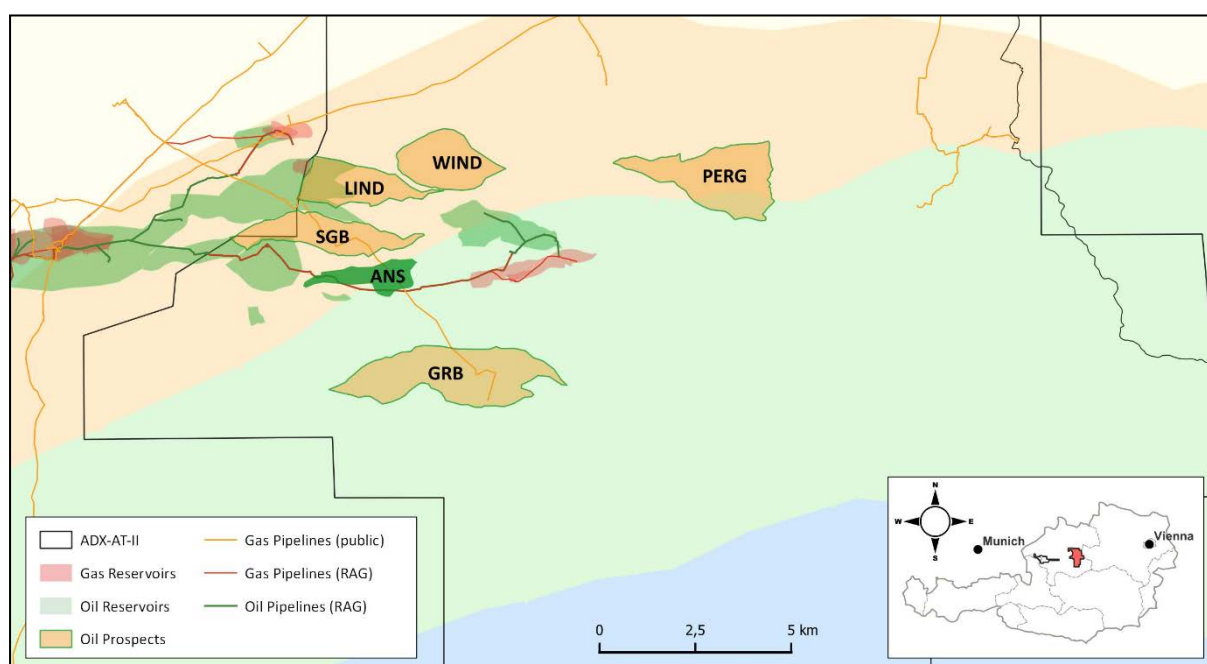 WIND
LIND
PERG
SGB
ANS
GRB
ADX-AT-II
Gas Reservoirs
Oil Reservoirs
Oil Prospects
Gas Pipelines (public)
Gas Pipelines (RAG)
Oil Pipelines (RAG)
0 2,5 5 km
N
W E
S
Munich
Vienna